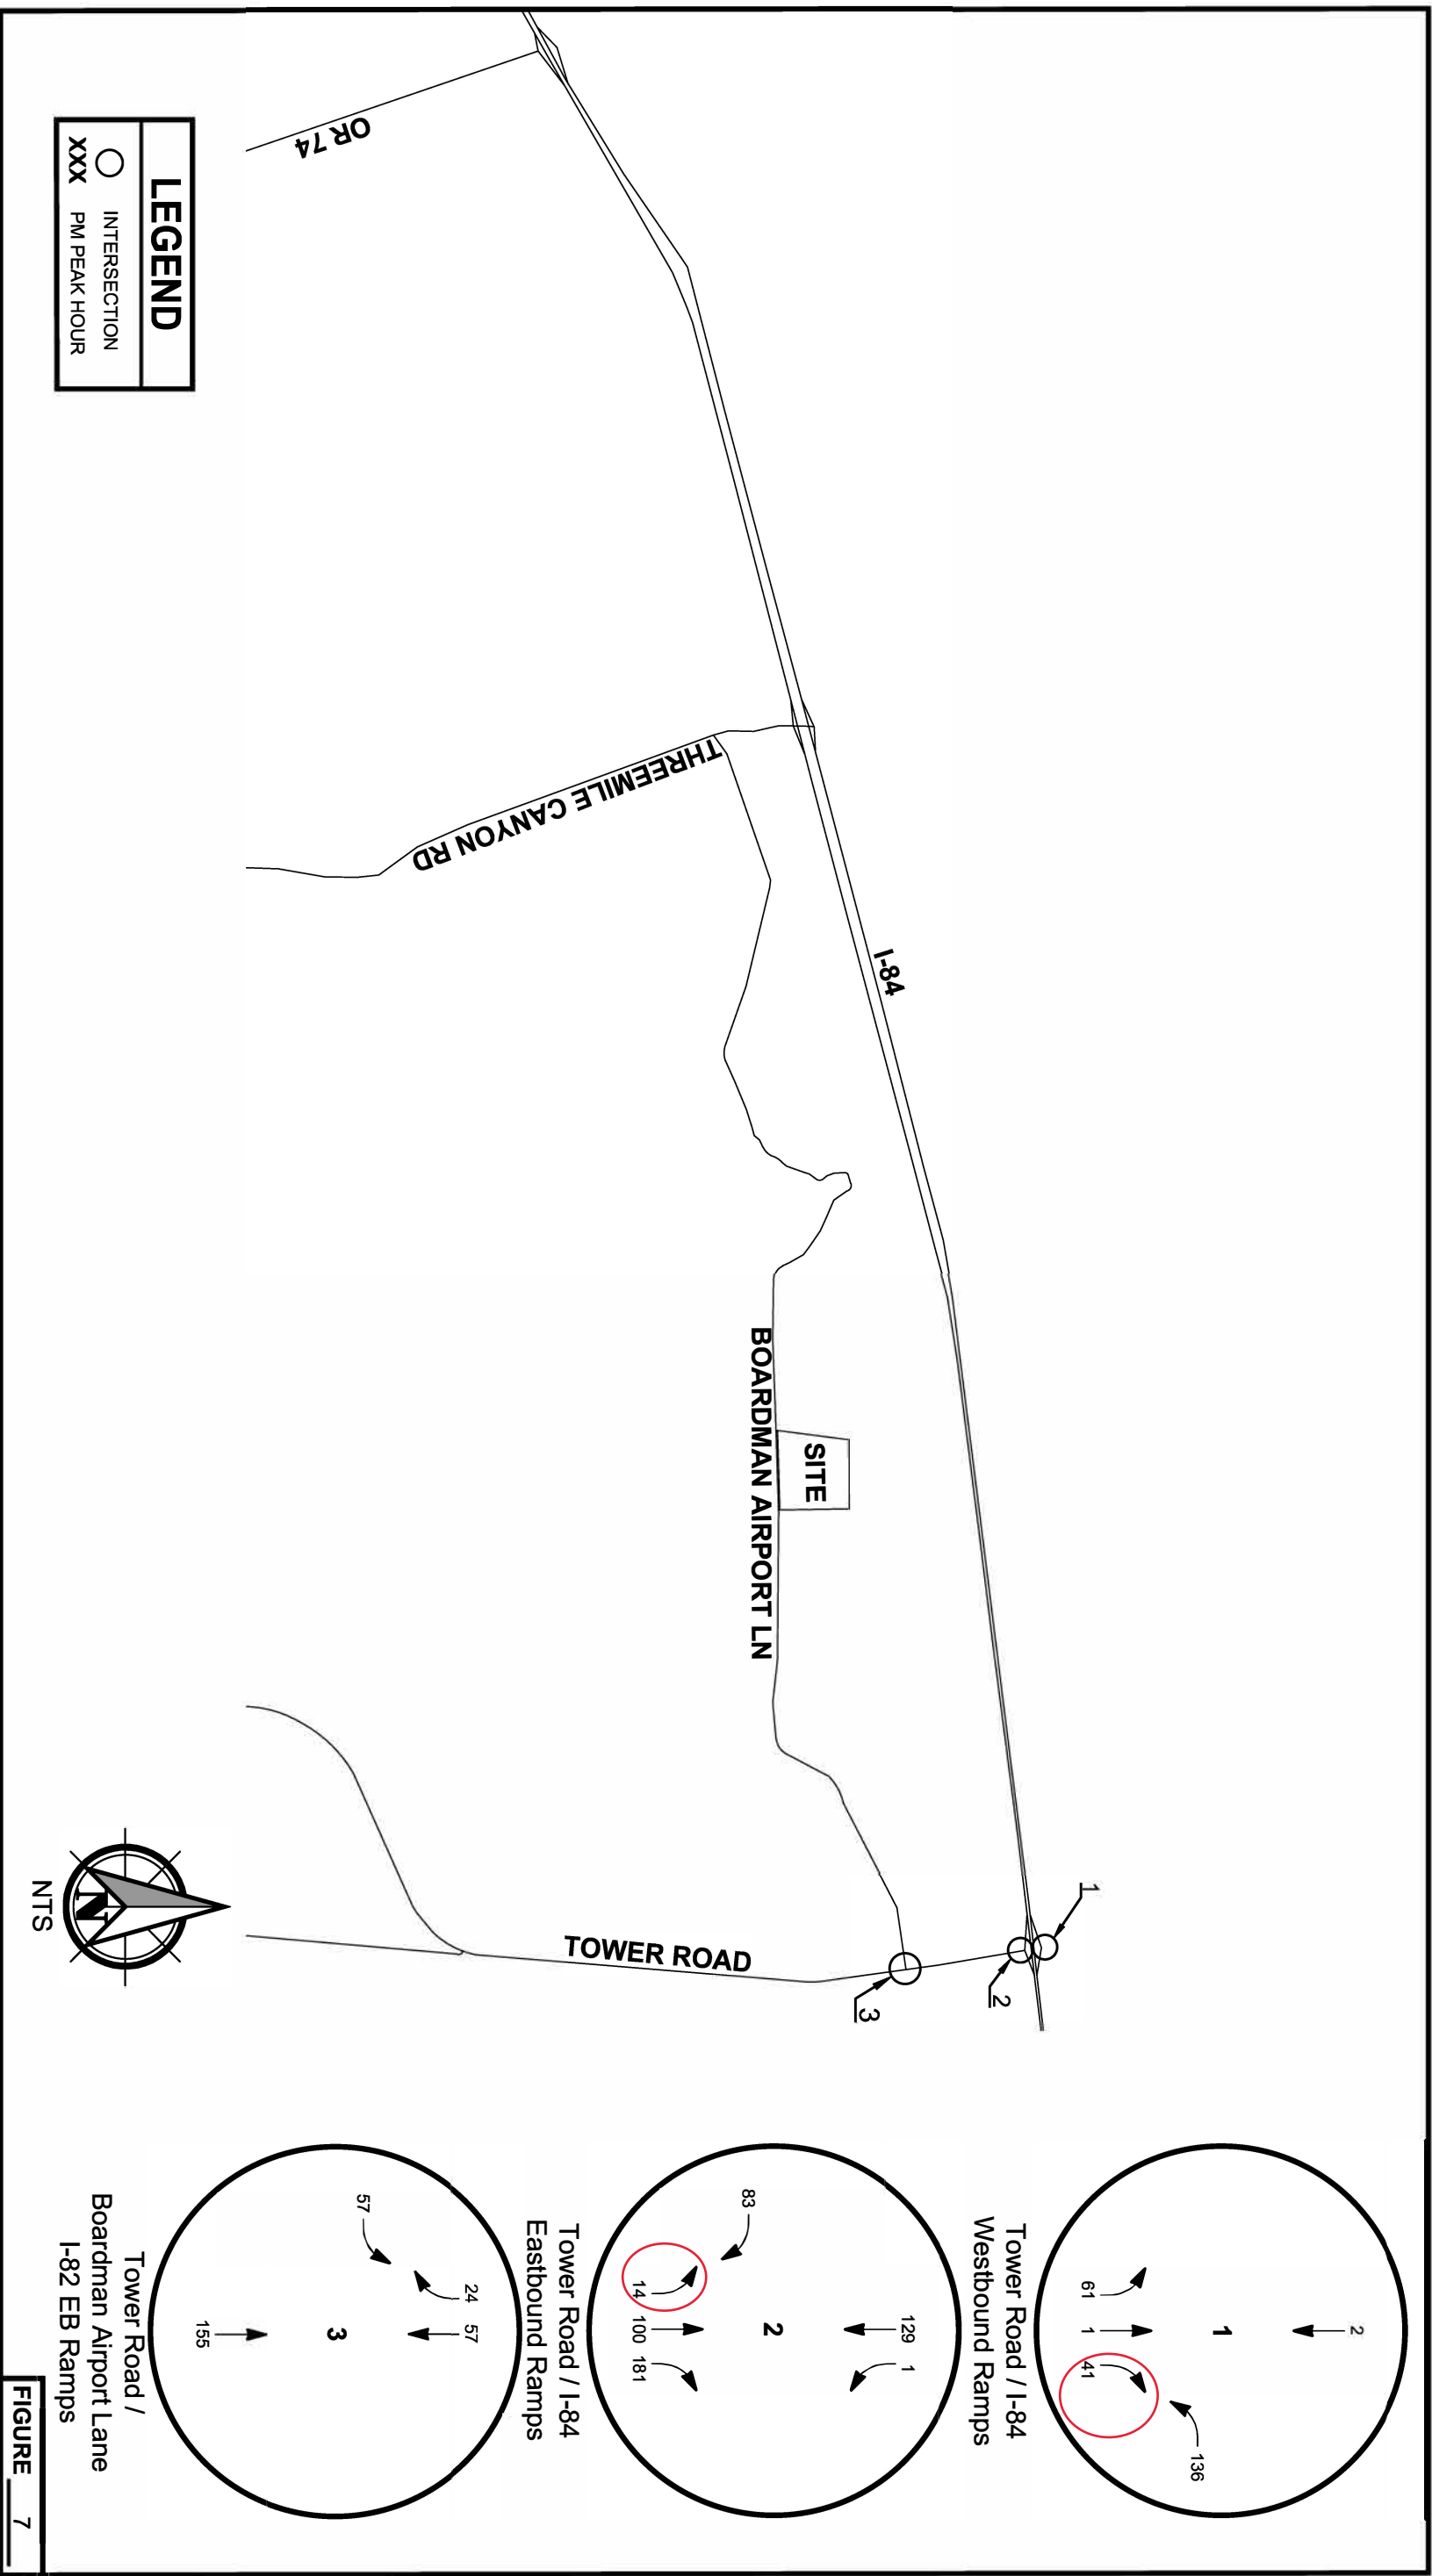 1
2
3
I-84
OR 74
THREEMILE CANYON RD
SITE
BOARDMAN AIRPORT LN
TOWER ROAD
LEGEND
INTERSECTION
XXX PM PEAK HOUR
N
NTS
2
1
136
61 1 41
Tower Road / I-84
Westbound Ramps
129 1
83
2
14 100 181
Tower Road / I-84
Eastbound Ramps
24 57
57
3
155
Tower Road /
Boardman Airport Lane
I-82 EB Ramps
FIGURE 7